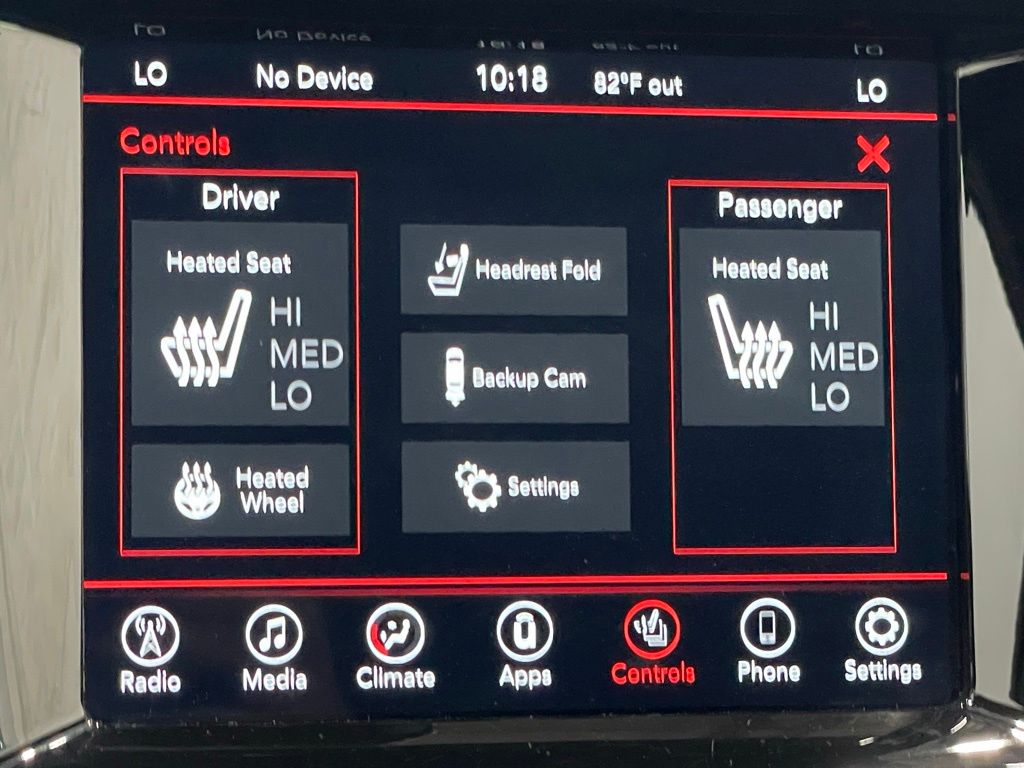 LO No Device 10:18 82°F out LO
Controls
Driver
Passenger
Heated Seat
HI
MED
LO
Headrest Fold
Heated Seat
HI
MED
LO
Backup Cam
Heated
Wheel
Settings
Radio Media Climate Apps Controls Phone Settings